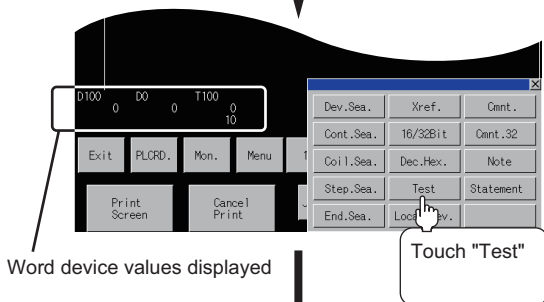 D100 D0 T100
0 0 0
10
Dev.Sea. Xref. Cmnt.
Cont.Sea. 16/32Bit Cmnt.32
Coil.Sea. Dec.Hex. Note
Step.Sea. Test Statement
End.Sea.
Exit PLCRD. Mon. Menu
Print Screen
Cancel Print
Word device values displayed
Touch "Test"